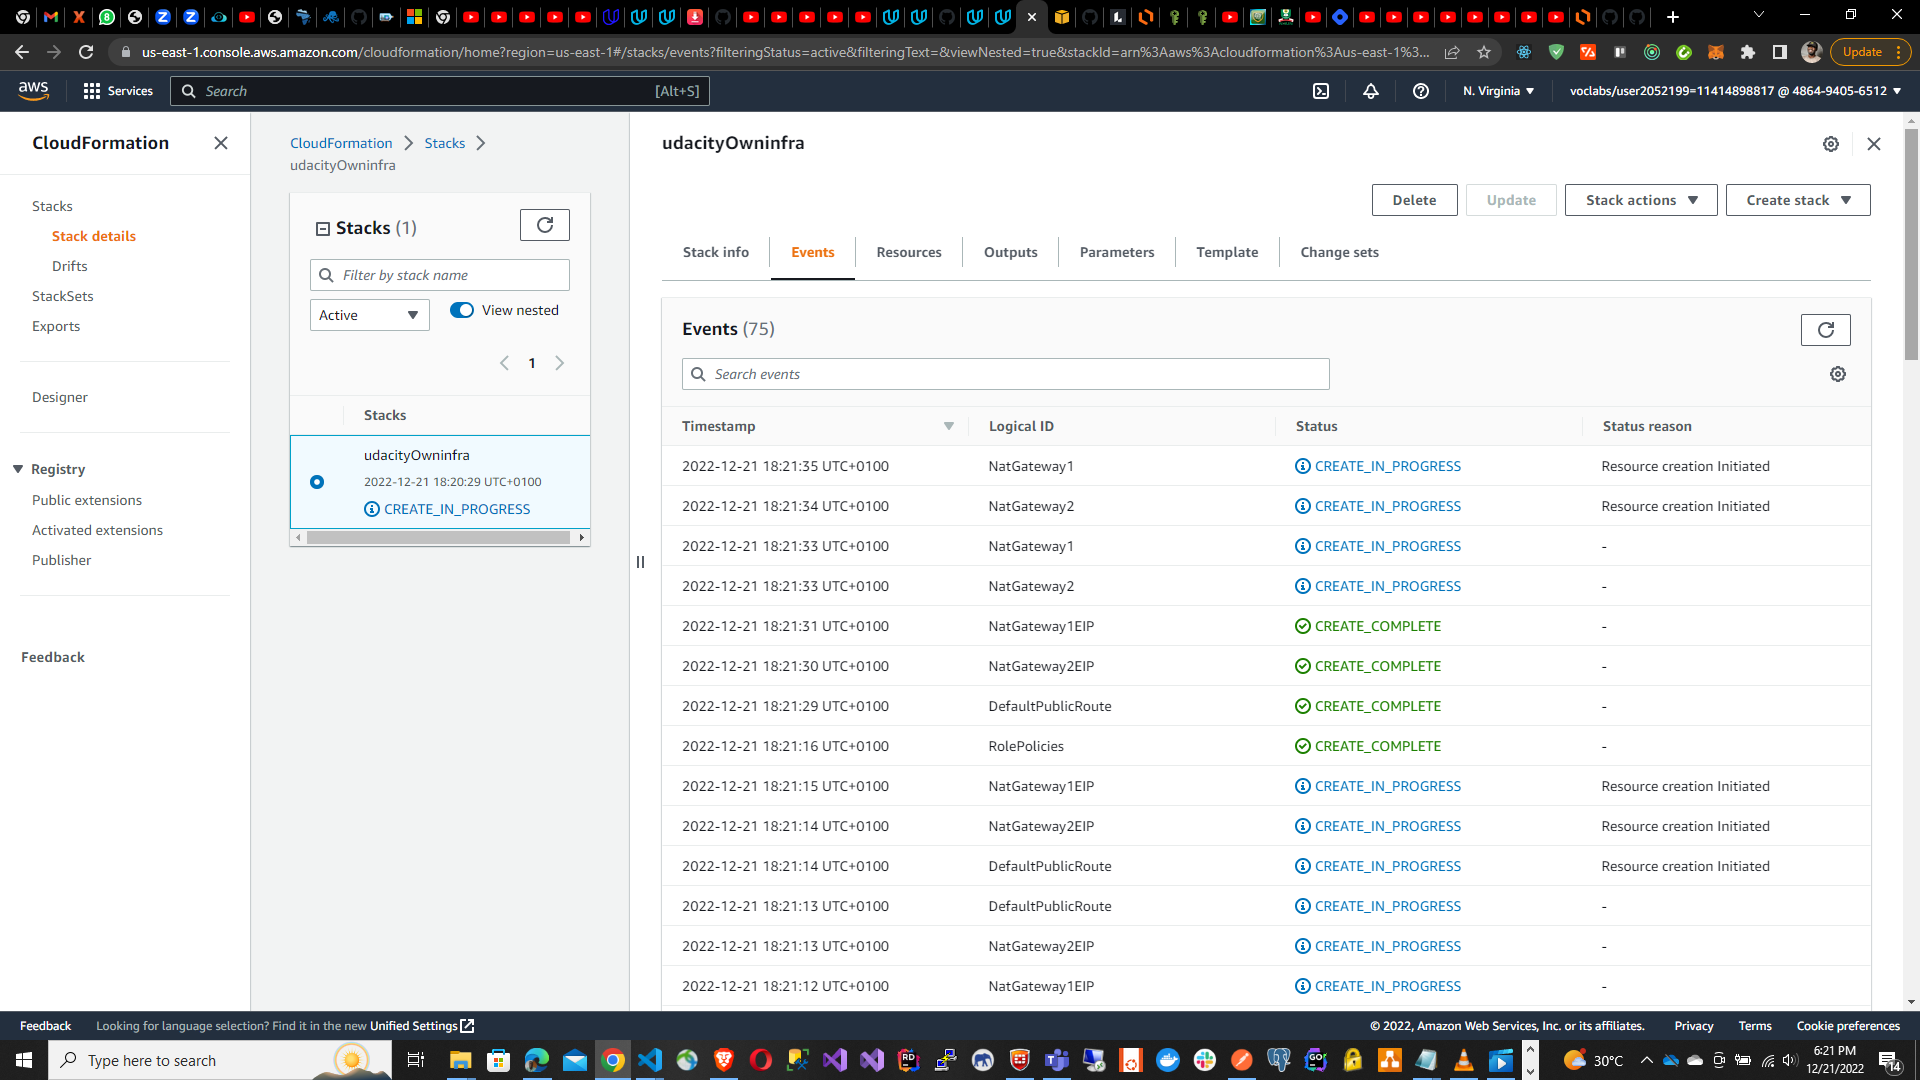 us-east-1.console.aws.amazon.com/cloudformation/home?region=us-east-1#/stacks/events?filteringStatus=active&filteringText=&viewNested=true&stackId=arn%3Aaws%3Acloudformation%3Aus-east-1%3...
Update
aws
Services
Search
[Alt+S]
N. Virginia
voclabs/user2052199=11414898817 @ 4864-9405-6512
CloudFormation
Stacks
Stack details
Drifts
StackSets
Exports
Designer
Registry
Public extensions
Activated extensions
Publisher
Feedback
CloudFormation
Stacks
udacityOwninfra
Stacks (1)
Filter by stack name
Active
View nested
1
Stacks
udacityOwninfra
2022-12-21 18:20:29 UTC+0100
CREATE_IN_PROGRESS
udacityOwninfra
Delete
Update
Stack actions
Create stack
Stack info
Events
Resources
Outputs
Parameters
Template
Change sets
Events (75)
Search events
Timestamp Logical ID Status Status reason
2022-12-21 18:21:35 UTC+0100 NatGateway1 CREATE_IN_PROGRESS Resource creation Initiated
2022-12-21 18:21:34 UTC+0100 NatGateway2 CREATE_IN_PROGRESS Resource creation Initiated
2022-12-21 18:21:33 UTC+0100 NatGateway1 CREATE_IN_PROGRESS -
2022-12-21 18:21:33 UTC+0100 NatGateway2 CREATE_IN_PROGRESS -
2022-12-21 18:21:31 UTC+0100 NatGateway1EIP CREATE_COMPLETE -
2022-12-21 18:21:30 UTC+0100 NatGateway2EIP CREATE_COMPLETE -
2022-12-21 18:21:29 UTC+0100 DefaultPublicRoute CREATE_COMPLETE -
2022-12-21 18:21:16 UTC+0100 RolePolicies CREATE_COMPLETE -
2022-12-21 18:21:15 UTC+0100 NatGateway1EIP CREATE_IN_PROGRESS Resource creation Initiated
2022-12-21 18:21:14 UTC+0100 NatGateway2EIP CREATE_IN_PROGRESS Resource creation Initiated
2022-12-21 18:21:14 UTC+0100 DefaultPublicRoute CREATE_IN_PROGRESS Resource creation Initiated
2022-12-21 18:21:13 UTC+0100 DefaultPublicRoute CREATE_IN_PROGRESS -
2022-12-21 18:21:13 UTC+0100 NatGateway2EIP CREATE_IN_PROGRESS -
2022-12-21 18:21:12 UTC+0100 NatGateway1EIP CREATE_IN_PROGRESS -
Feedback
Looking for language selection? Find it in the new Unified Settings
© 2022, Amazon Web Services, Inc. or its affiliates.
Privacy
Terms
Cookie preferences
Type here to search
30°C
6:21 PM
12/21/2022
14